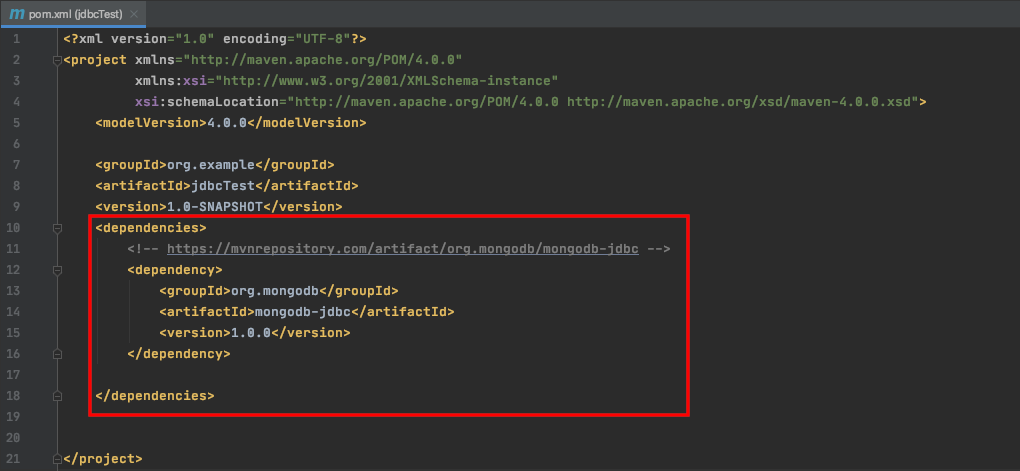 m pom.xml (jdbcTest) ×
1 <?xml version="1.0" encoding="UTF-8"?>
2 <project xmlns="http://maven.apache.org/POM/4.0.0"
3          xmlns:xsi="http://www.w3.org/2001/XMLSchema-instance"
4          xsi:schemaLocation="http://maven.apache.org/POM/4.0.0 http://maven.apache.org/xsd/maven-4.0.0.xsd">
5     <modelVersion>4.0.0</modelVersion>
6
7     <groupId>org.example</groupId>
8     <artifactId>jdbcTest</artifactId>
9     <version>1.0-SNAPSHOT</version>
10     <dependencies>
11         <!-- https://mvnrepository.com/artifact/org.mongodb/mongodb-jdbc -->
12         <dependency>
13             <groupId>org.mongodb</groupId>
14             <artifactId>mongodb-jdbc</artifactId>
15             <version>1.0.0</version>
16         </dependency>
17
18     </dependencies>
19
20
21 </project>